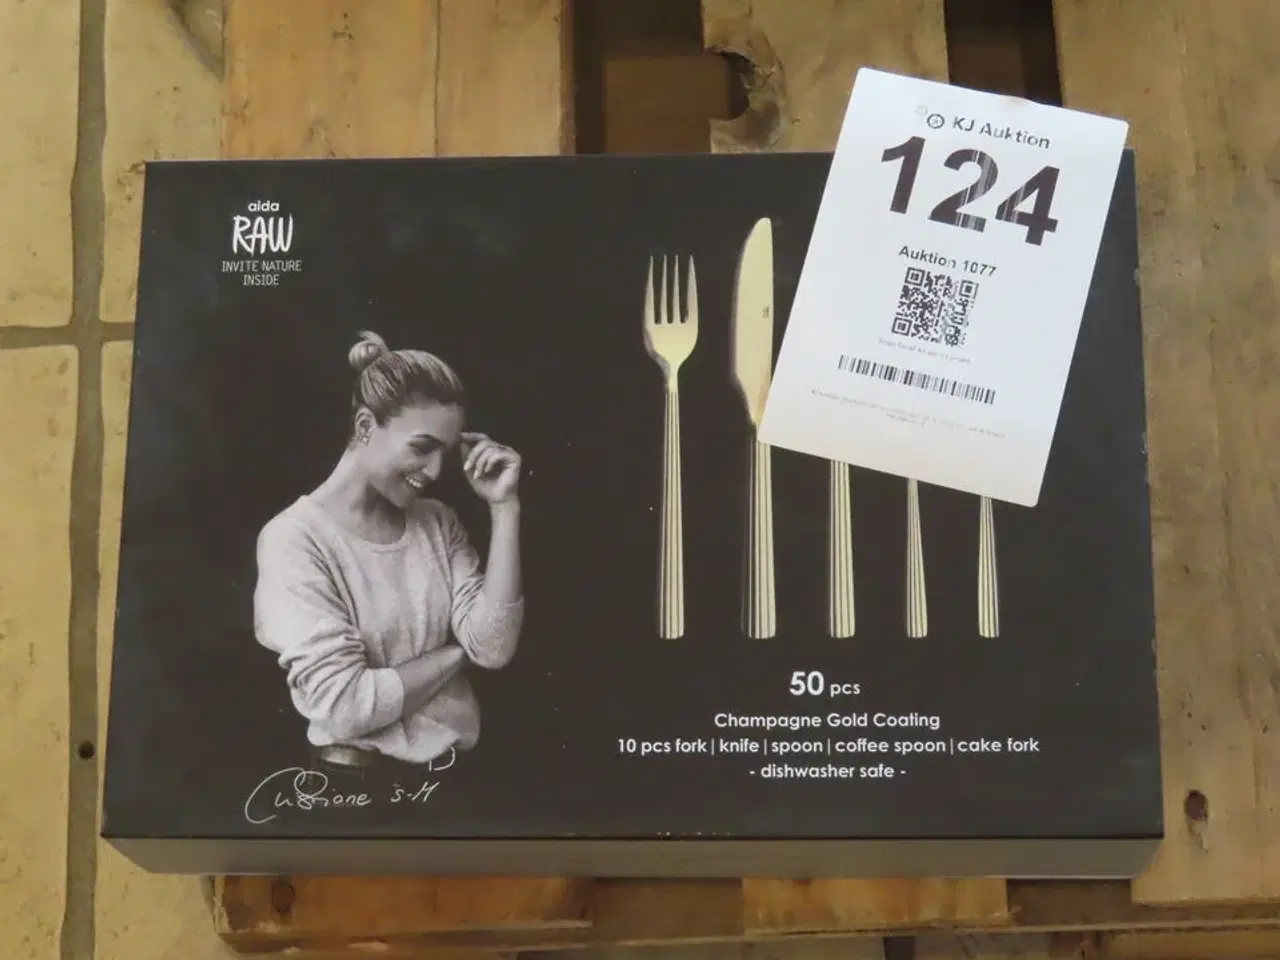 aida
RAW
INVITE NATURE
INSIDE
KJ Auktion
124
Auktion 1077
50 pcs
Champagne Gold Coating
10 pcs fork | knife | spoon | coffee spoon | cake fork
- dishwasher safe -
Christiane S-H